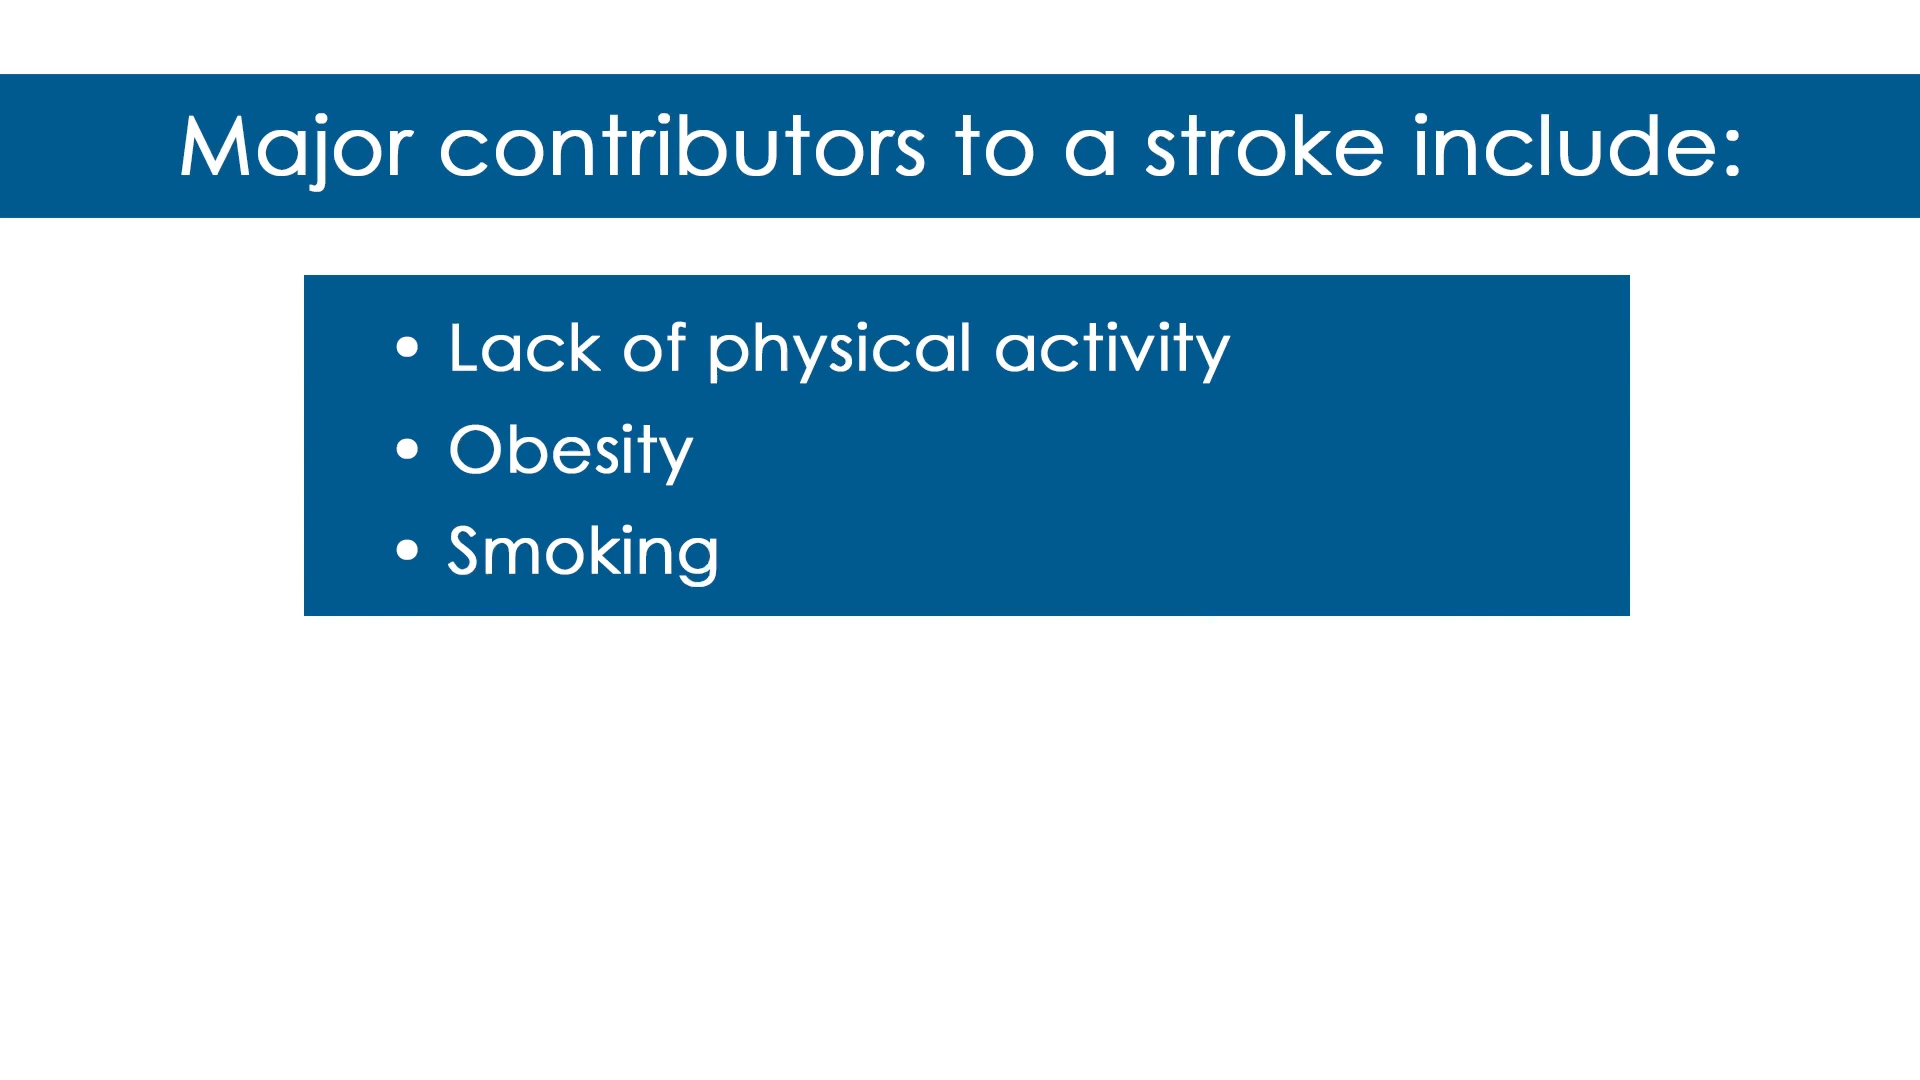 Major contributors to a stroke include:
• Lack of physical activity
• Obesity
• Smoking